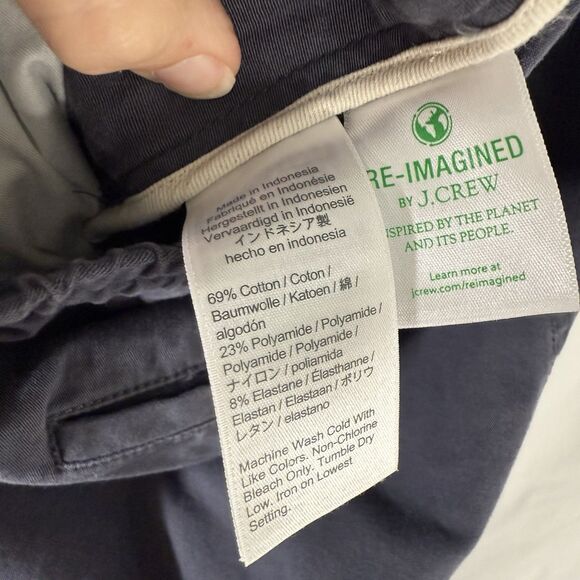 Made in Indonesia
Fabriqué en Indonésie
Hergestellt in Indonesien
Vervaardigd in Indonesië
インドネシア製
hecho en indonesia
69% Cotton / Coton /
Baumwolle / Katoen / 綿 /
algodón
23% Polyamide / Polyamide /
Polyamide / Polyamide /
ナイロン / poliamida
8% Elastane / Élasthanne /
Elastan / Elastaan / ポリウ
レタン / elastano
Machine Wash Cold With
Like Colors. Non-Chlorine
Bleach Only. Tumble Dry
Low. Iron on Lowest
Setting.
RE-IMAGINED
BY J.CREW
INSPIRED BY THE PLANET
AND ITS PEOPLE.
Learn more at
jcrew.com/reimagined